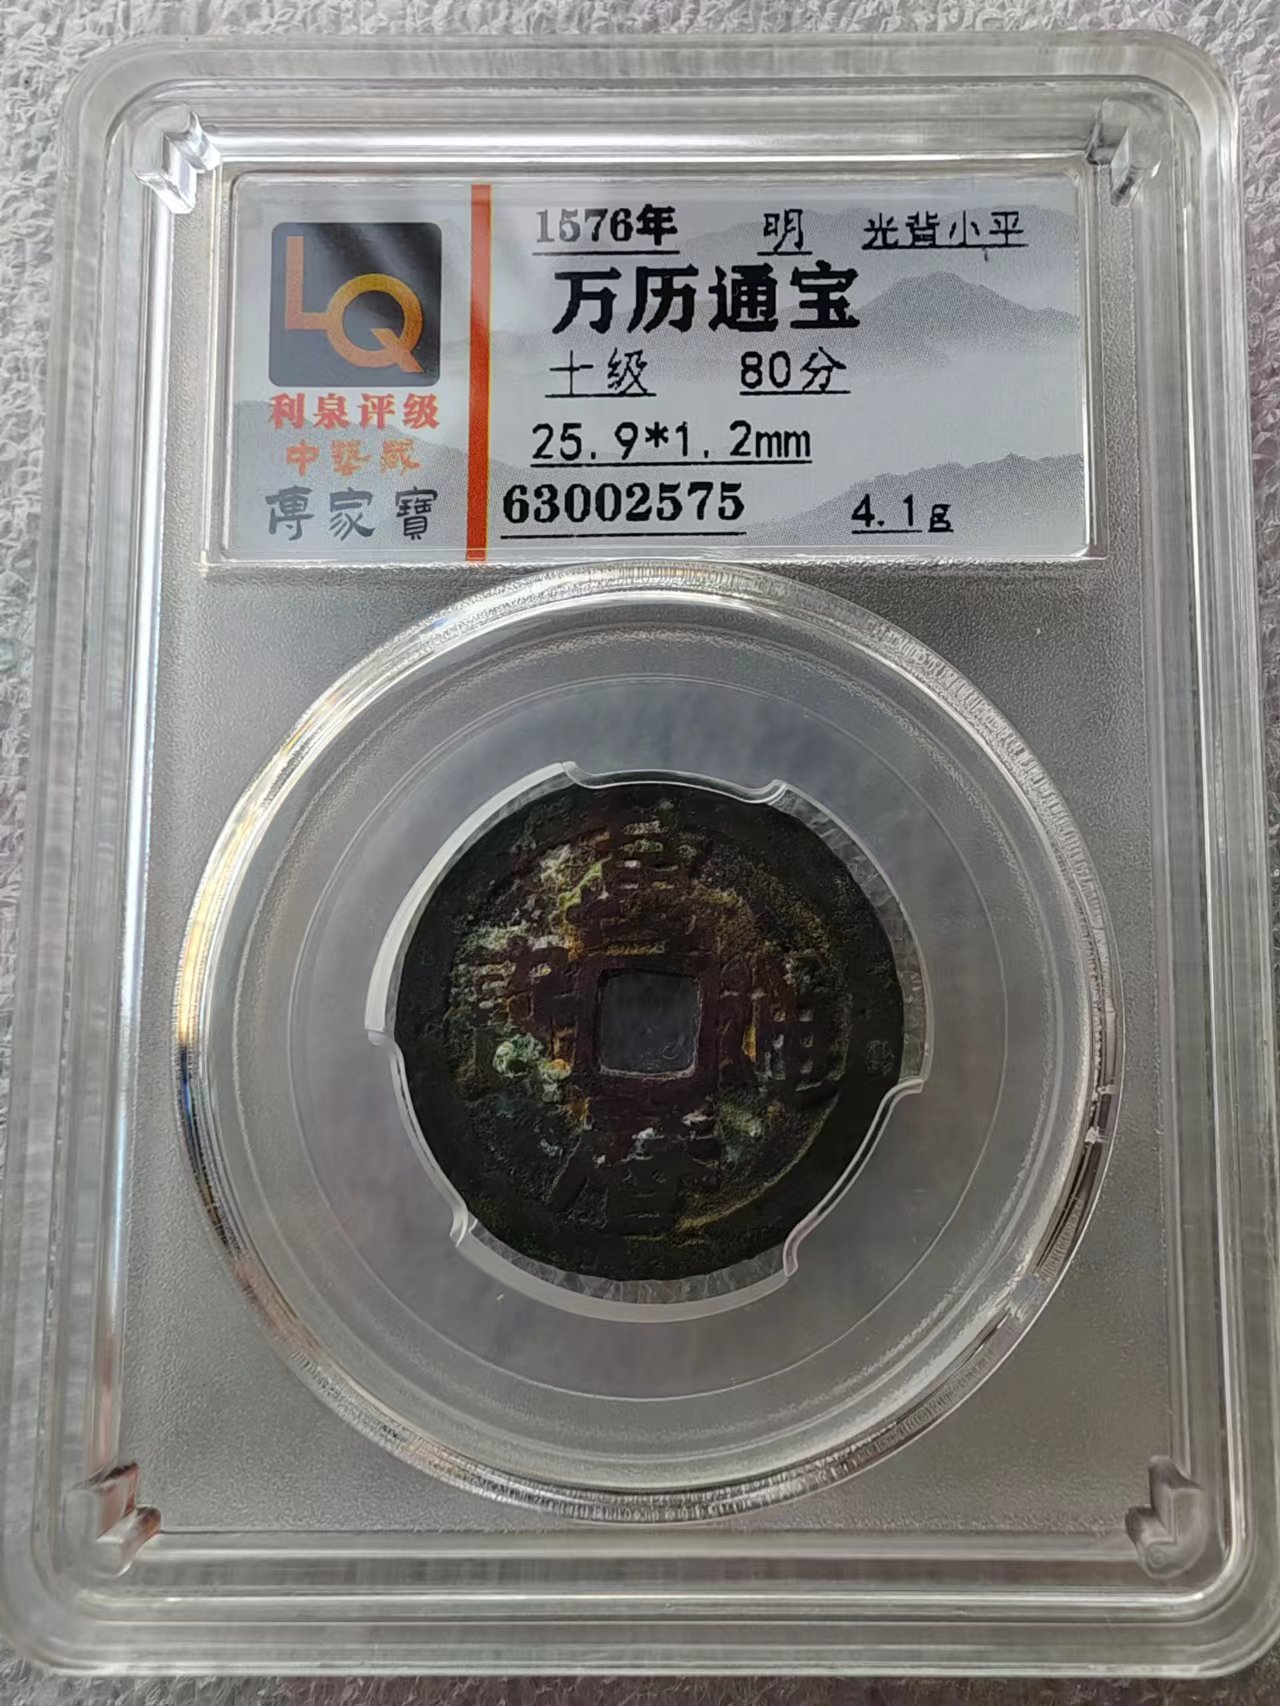 LQ
利泉评级
中藝藏
傳家寶
1576年 明 光背小平
万历通宝
士级 80分
25.9*1.2mm
63002575 4.1g
萬
曆
通
寶